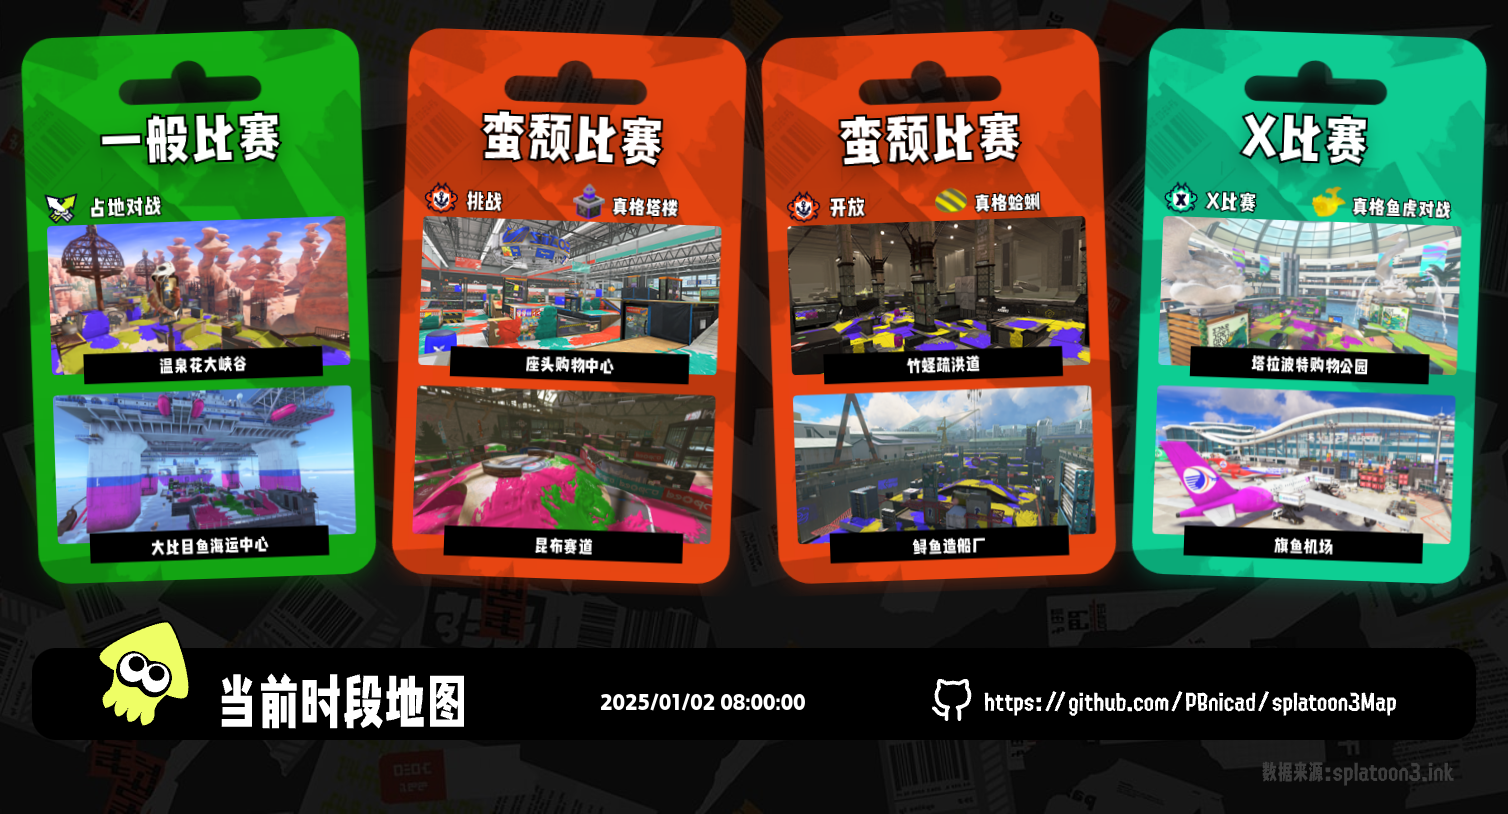 一般比赛
占地对战
温泉花大峡谷
大比目鱼海运中心
蛮颓比赛
挑战
真格塔楼
座头购物中心
昆布赛道
蛮颓比赛
开放
真格蛤蜊
竹蛏疏洪道
鲟鱼造船厂
X比赛
X比赛
真格鱼虎对战
塔拉波特购物公园
旗鱼机场
当前时段地图
2025/01/02 08:00:00
https://github.com/PBnicad/splatoon3Map
数据来源:splatoon3.ink